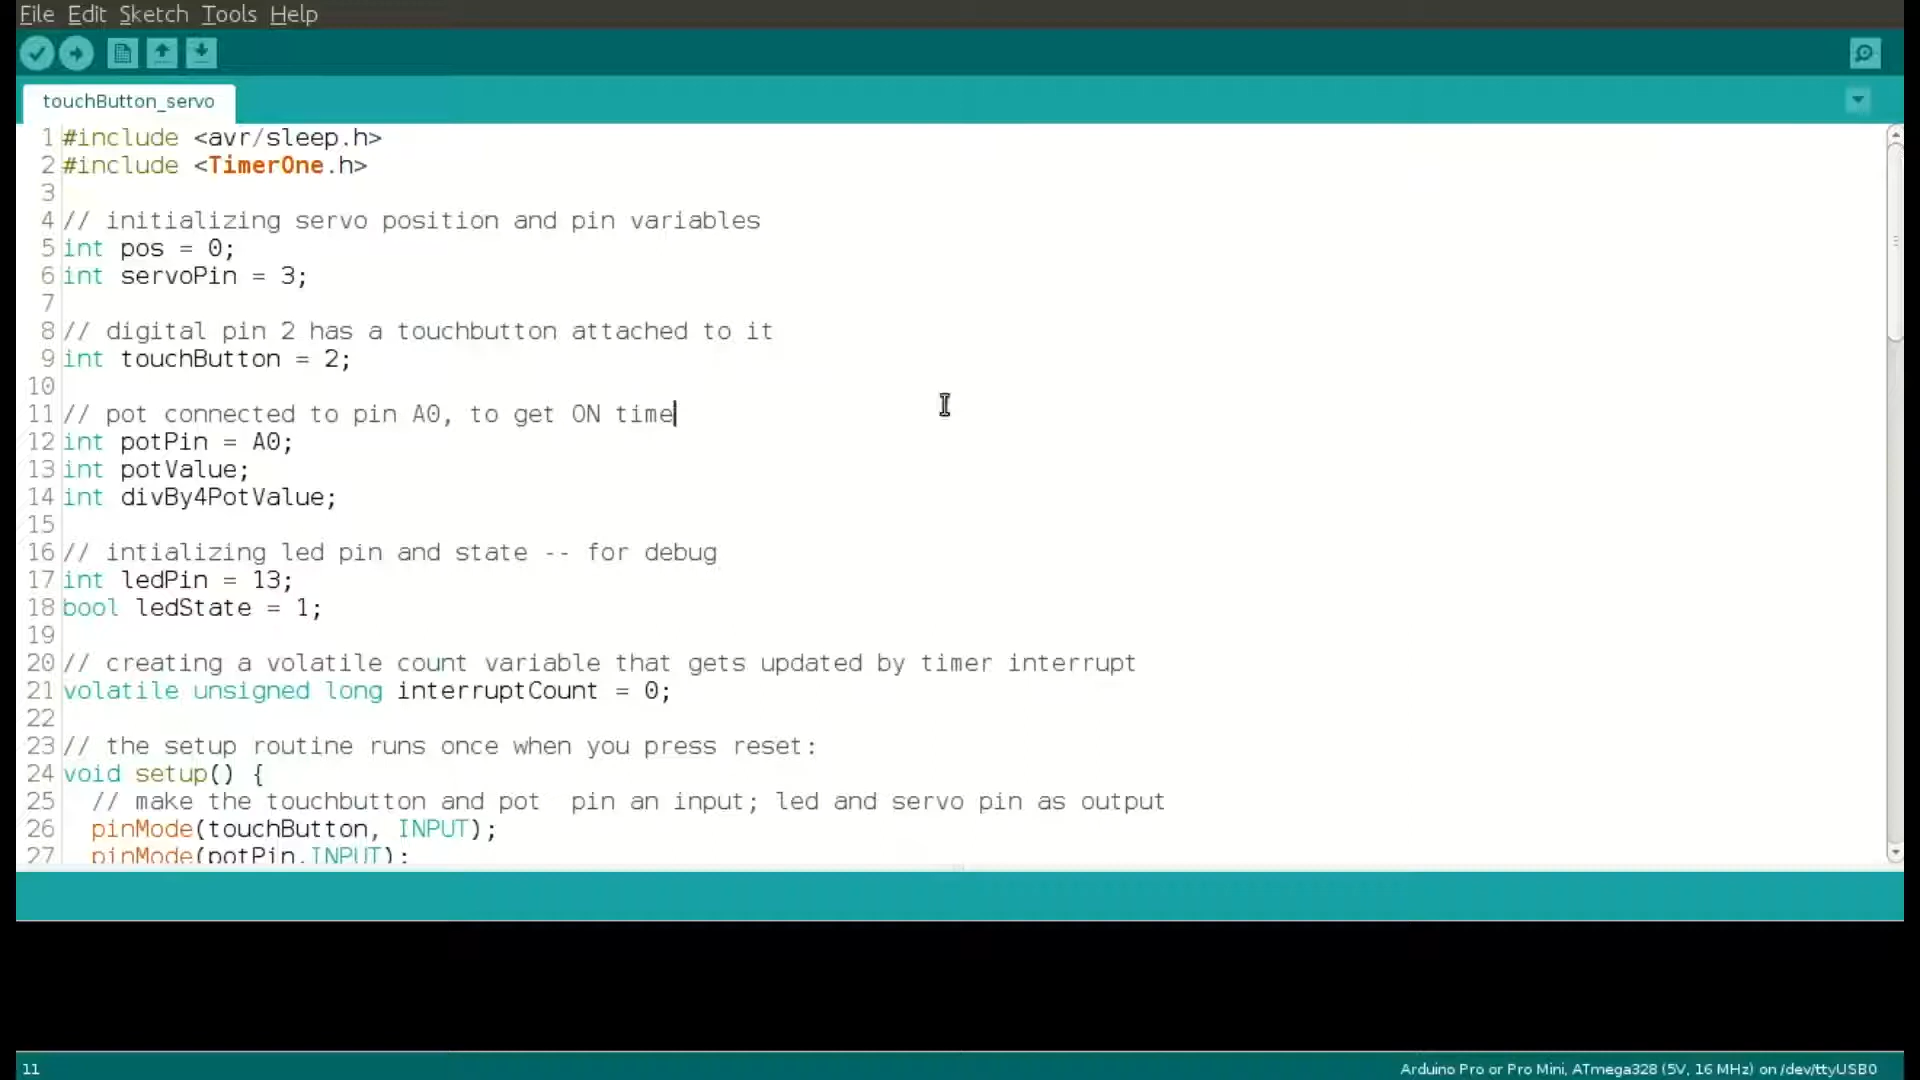 File Edit Sketch Tools Help
touchButton_servo
1 #include <avr/sleep.h>
2 #include <TimerOne.h>
3
4 // initializing servo position and pin variables
5 int pos = 0;
6 int servoPin = 3;
7
8 // digital pin 2 has a touchbutton attached to it
9 int touchButton = 2;
10
11 // pot connected to pin A0, to get ON time
12 int potPin = A0;
13 int potValue;
14 int divBy4PotValue;
15
16 // intializing led pin and state -- for debug
17 int ledPin = 13;
18 bool ledState = 1;
19
20 // creating a volatile count variable that gets updated by timer interrupt
21 volatile unsigned long interruptCount = 0;
22
23 // the setup routine runs once when you press reset:
24 void setup() {
25   // make the touchbutton and pot  pin an input; led and servo pin as output
26   pinMode(touchButton, INPUT);
27   pinMode(potPin,INPUT);
11 Arduino Pro or Pro Mini, ATmega328 (5V, 16 MHz) on /dev/ttyUSB0